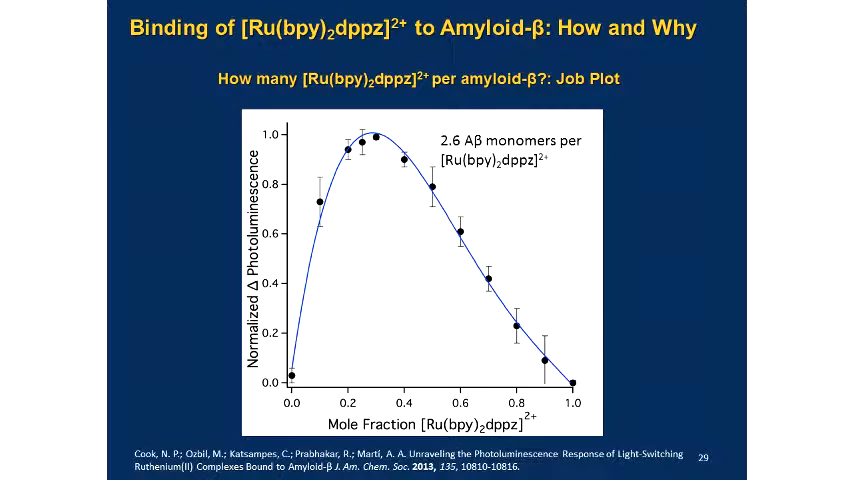 Binding of [Ru(bpy)₂dppz]²⁺ to Amyloid-β: How and Why
How many [Ru(bpy)₂dppz]²⁺ per amyloid-β?: Job Plot
2.6 Aβ monomers per
[Ru(bpy)₂dppz]²⁺
Normalized Δ Photoluminescence
1.0
0.8
0.6
0.4
0.2
0.0
0.0 0.2 0.4 0.6 0.8 1.0
Mole Fraction [Ru(bpy)₂dppz]²⁺
Cook, N. P.; Ozbil, M.; Katsampes, C.; Prabhakar, R.; Martí, A. A. Unraveling the Photoluminescence Response of Light-Switching
Ruthenium(II) Complexes Bound to Amyloid-β J. Am. Chem. Soc. 2013, 135, 10810-10816.
29